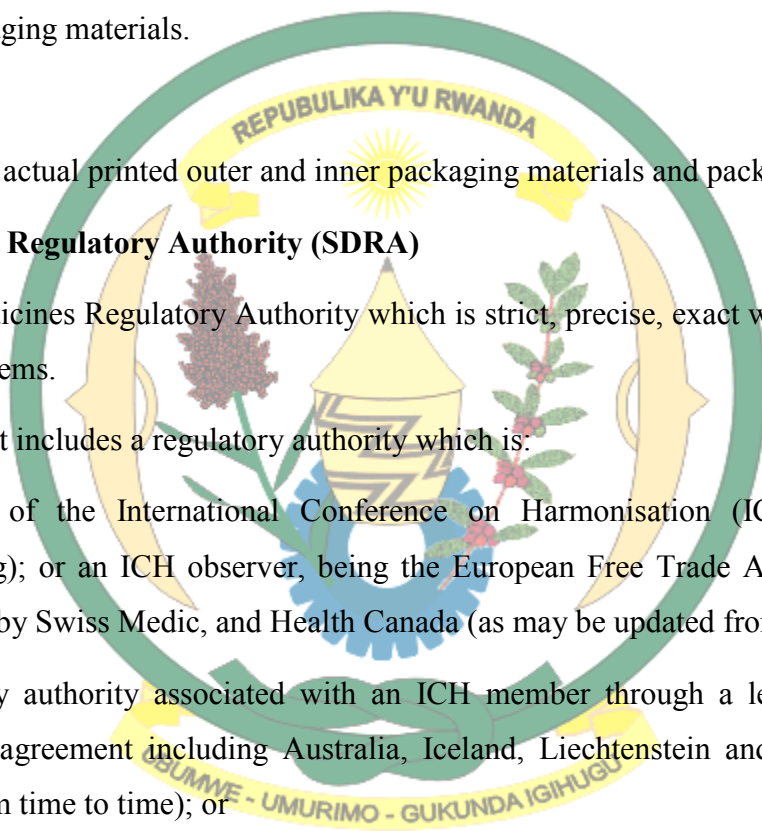 ging materials.
REPUBULIKA Y'U RWANDA
actual printed outer and inner packaging materials and pack
Regulatory Authority (SDRA)
icines Regulatory Authority which is strict, precise, exact w
ems.
t includes a regulatory authority which is:
of the International Conference on Harmonisation (IC
g); or an ICH observer, being the European Free Trade A
by Swiss Medic, and Health Canada (as may be updated fro
y authority associated with an ICH member through a le
agreement including Australia, Iceland, Liechtenstein and
n time to time); or
UBUMWE - UMURIMO - GUKUNDA IGIHUGU